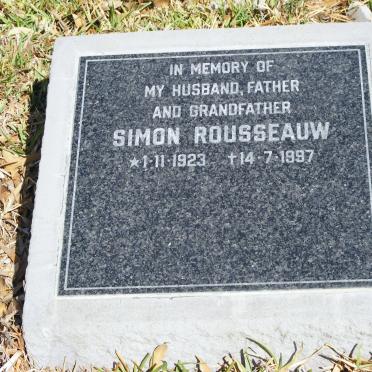 IN MEMORY OF
MY HUSBAND, FATHER
AND GRANDFATHER
SIMON ROUSSEAUW
★1-11-1923 ✝14-7-1997